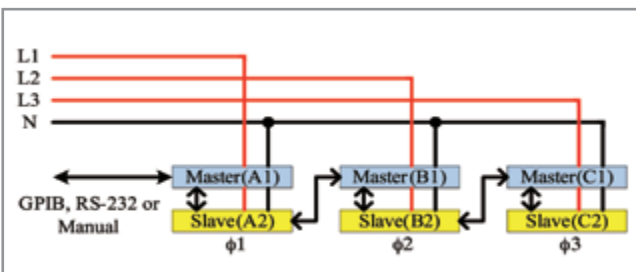 L1
L2
L3
N
Master(A1) Master(B1) Master(C1)
GPIB, RS-232 or
Manual
Slave(A2) Slave(B2) Slave(C2)
ϕ1 ϕ2 ϕ3